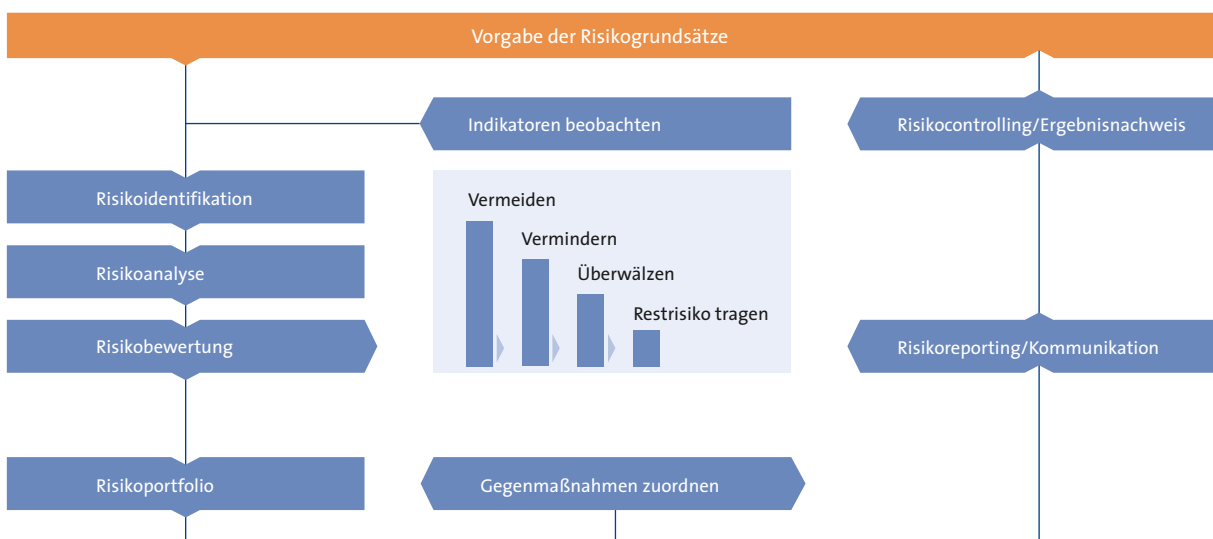 Vorgabe der Risikogrundsätze
Indikatoren beobachten
Risikocontrolling/Ergebnisnachweis
Risikoidentifikation
Vermeiden
Vermindern
Risikoanalyse
Überwälzen
Restrisiko tragen
Risikobewertung
Risikoreporting/Kommunikation
Risikoportfolio
Gegenmaßnahmen zuordnen